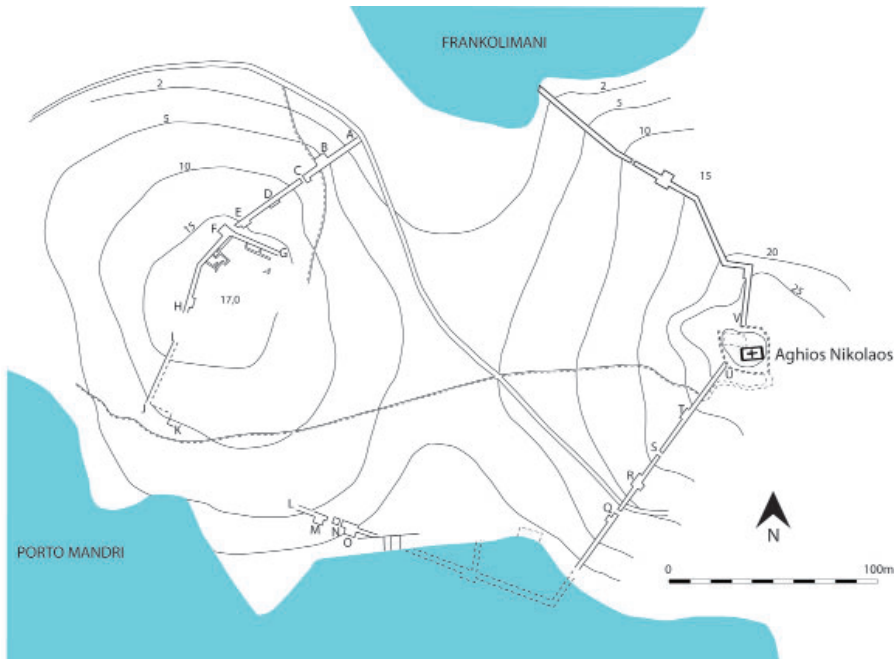 FRANKOLIMANI
2
2
5
5
10
10
15
15
20
25
A
B
C
D
E
F
G
H
17,0
I
J
K
L
M
N
O
Q
R
S
T
U
V
Aghios Nikolaos
PORTO MANDRI
N
0
100m